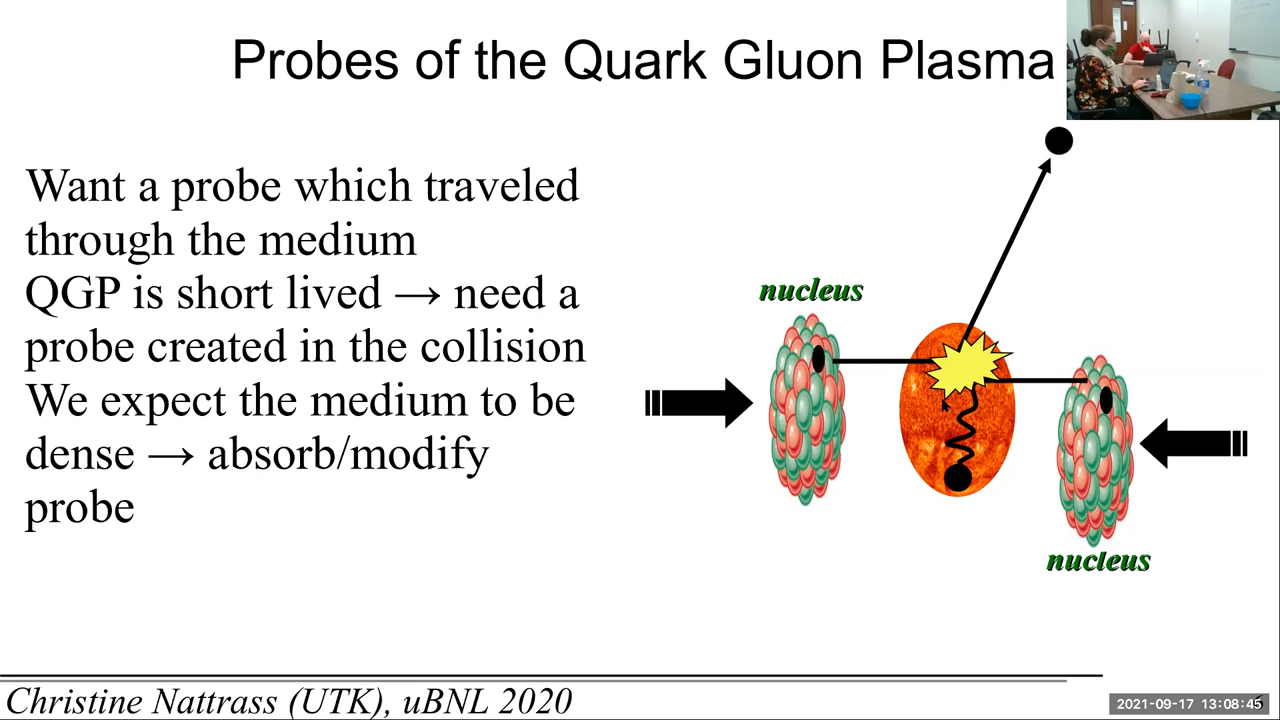 Probes of the Quark Gluon Plasma
Want a probe which traveled
through the medium
QGP is short lived → need a
probe created in the collision
We expect the medium to be
dense → absorb/modify
probe
nucleus
nucleus
Christine Nattrass (UTK), uBNL 2020
2021-09-17 13:08:45